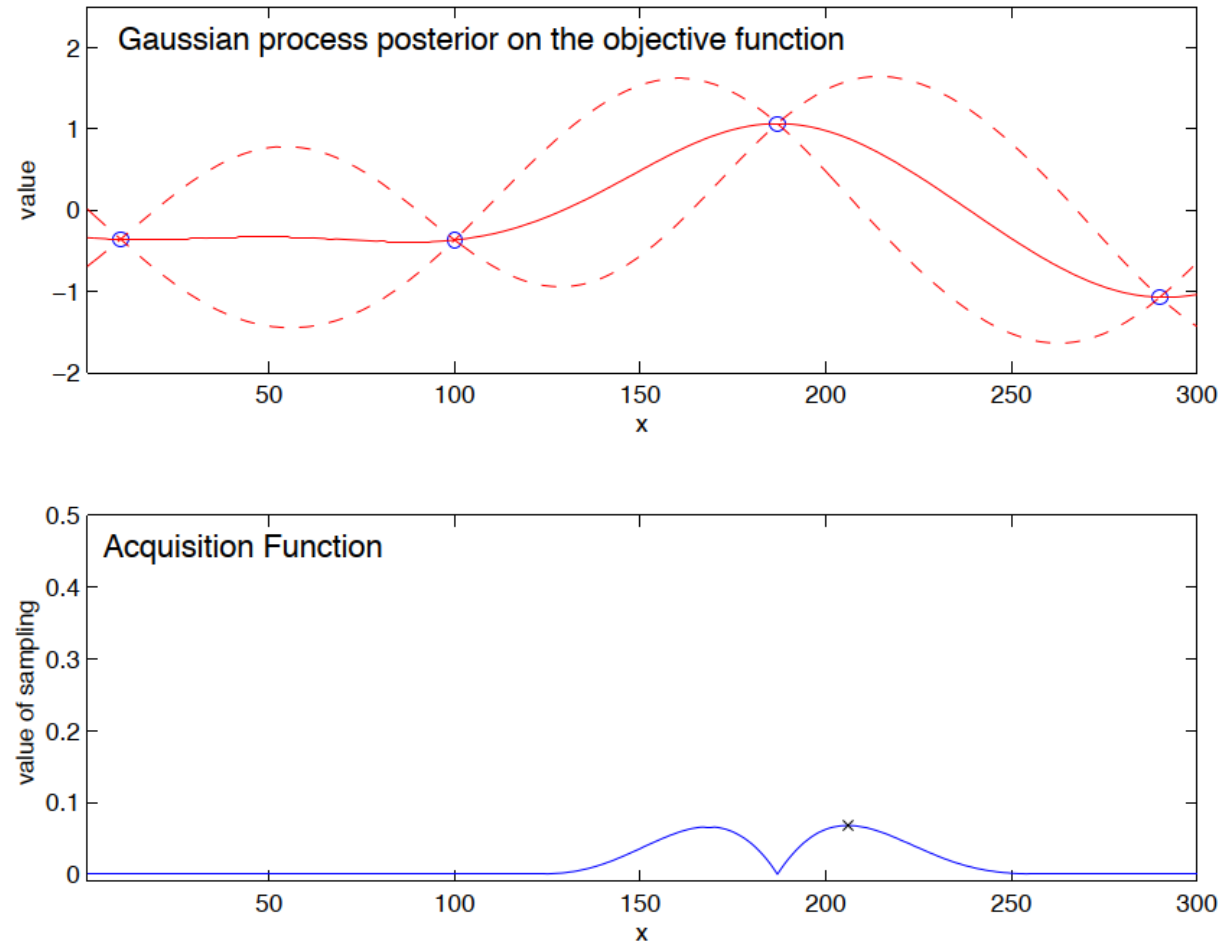 Gaussian process posterior on the objective function
2
1
0
−1
−2
value
50 100 150 200 250 300
x
Acquisition Function
0.5
0.4
0.3
0.2
0.1
0
value of sampling
50 100 150 200 250 300
x